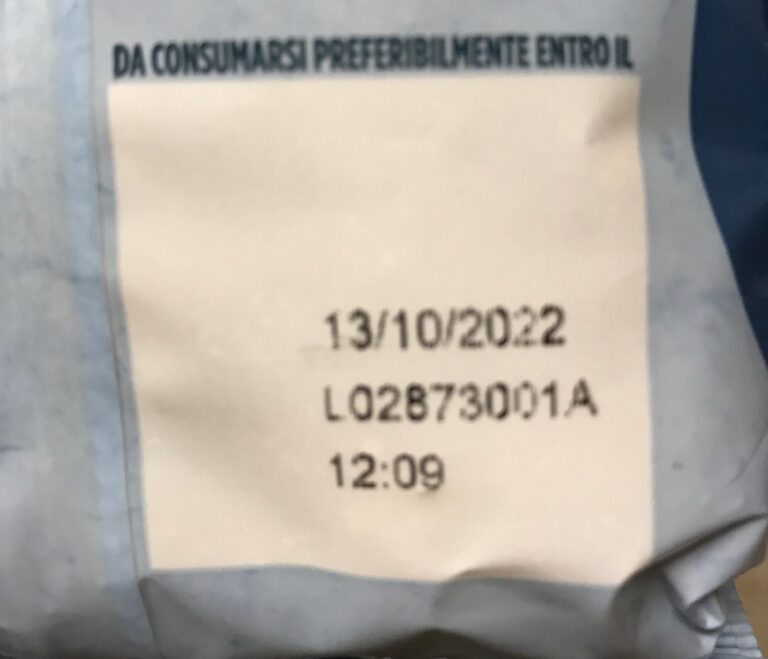 DA CONSUMARSI PREFERIBILMENTE ENTRO IL
13/10/2022
L02873001A
12:09